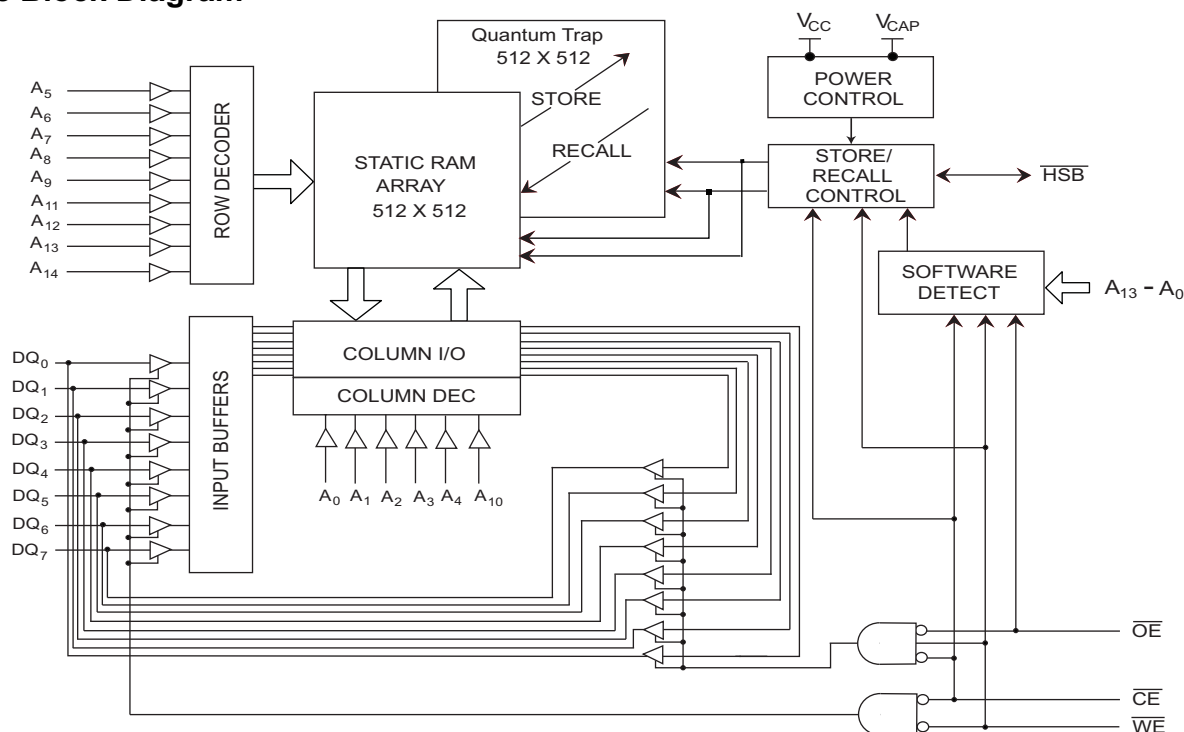 Block Diagram
Quantum Trap
512 X 512
STORE
RECALL
STATIC RAM
ARRAY
512 X 512
V_CC
V_CAP
POWER
CONTROL
STORE/
RECALL
CONTROL
HSB
SOFTWARE
DETECT
A13 – A0
A5
A6
A7
A8
A9
A11
A12
A13
A14
ROW DECODER
COLUMN I/O
COLUMN DEC
DQ0
DQ1
DQ2
DQ3
DQ4
DQ5
DQ6
DQ7
INPUT BUFFERS
A0 A1 A2 A3 A4 A10
OE
CE
WE